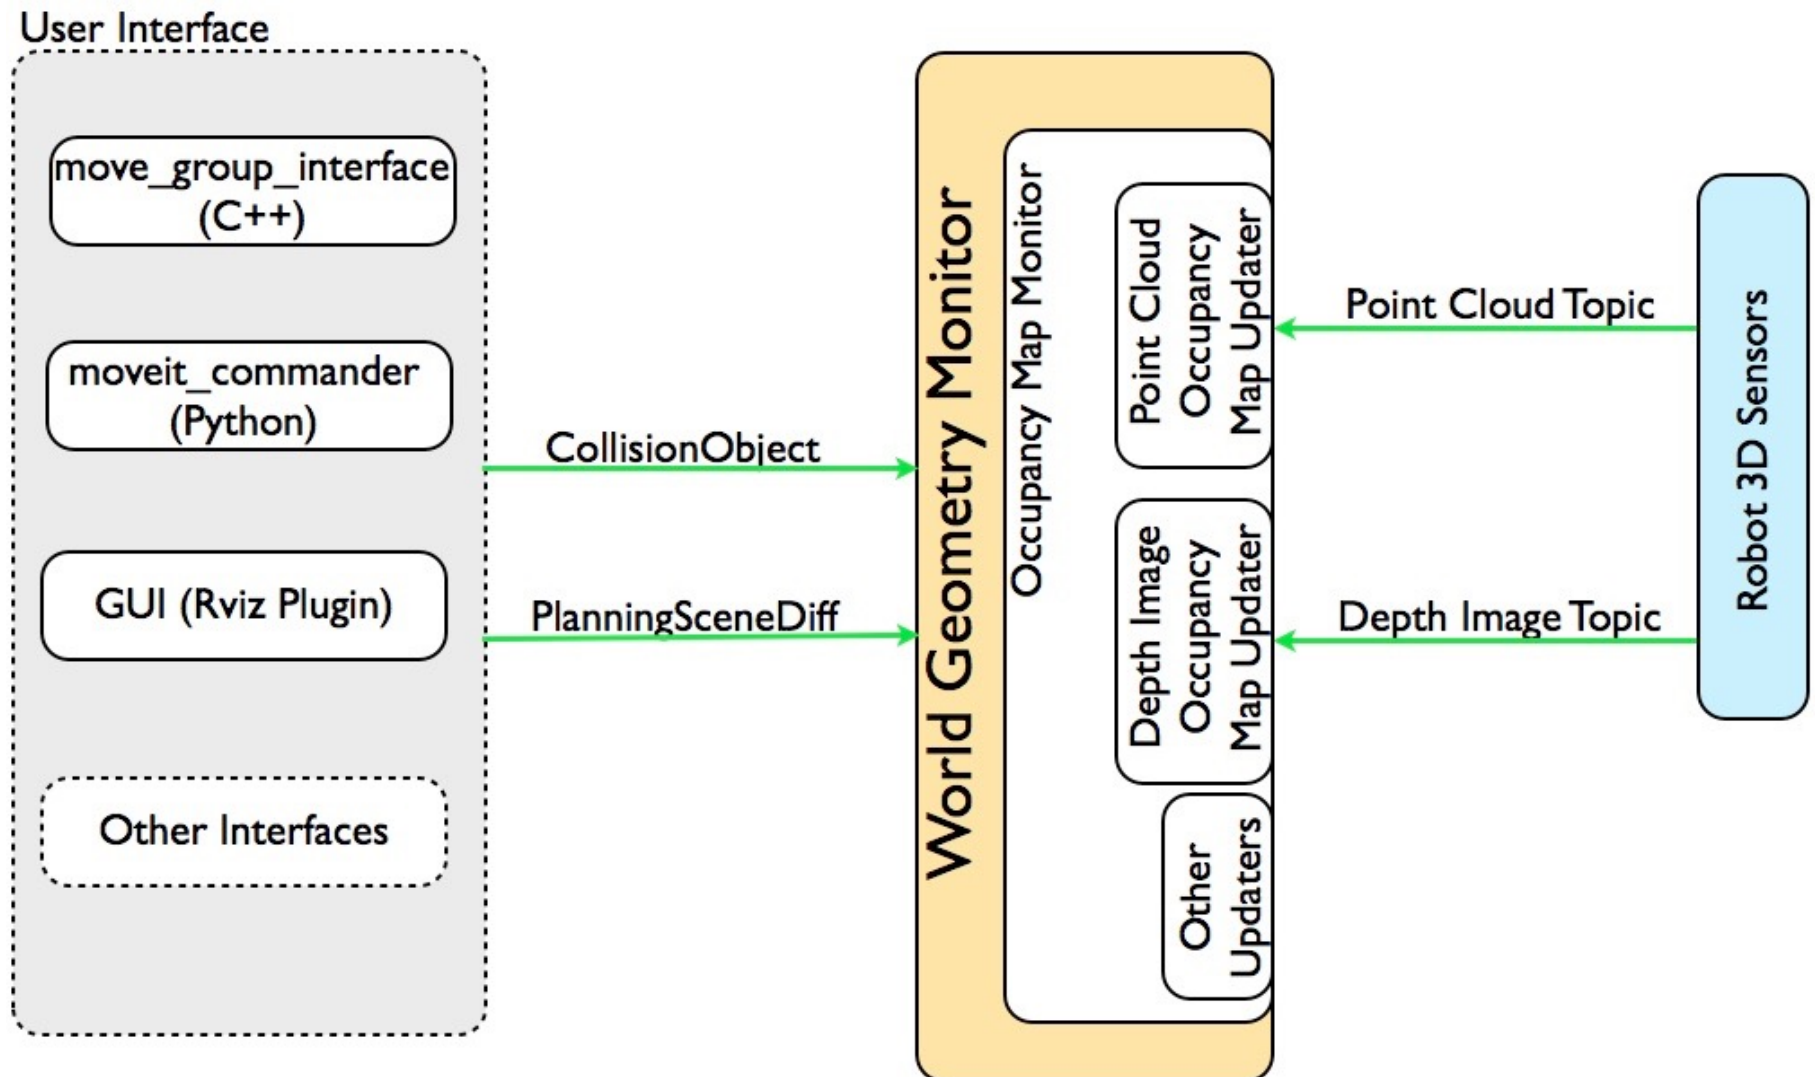 User Interface
move_group_interface
(C++)
moveit_commander
(Python)
GUI (Rviz Plugin)
Other Interfaces
CollisionObject
PlanningSceneDiff
World Geometry Monitor
Occupancy Map Monitor
Point Cloud
Occupancy
Map Updater
Depth Image
Occupancy
Map Updater
Other
Updaters
Point Cloud Topic
Depth Image Topic
Robot 3D Sensors